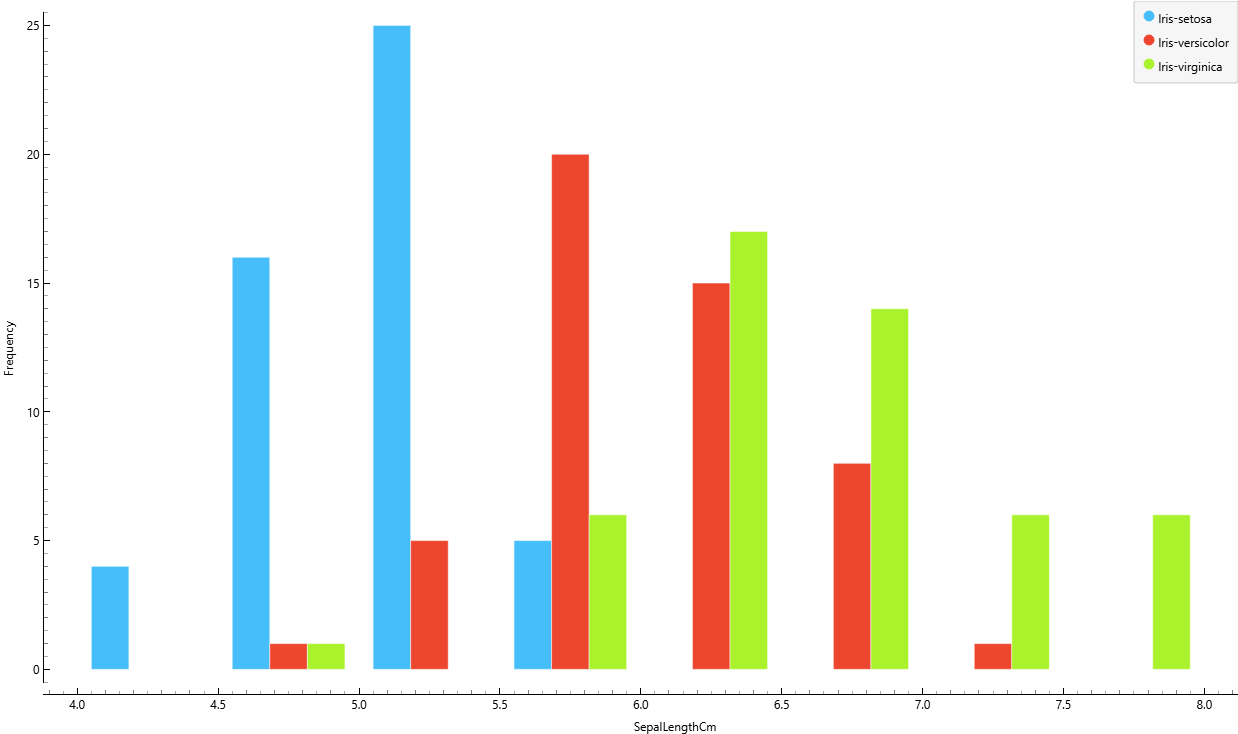 Iris-setosa
Iris-versicolor
Iris-virginica
25
20
15
10
5
0
Frequency
4.0 4.5 5.0 5.5 6.0 6.5 7.0 7.5 8.0
SepalLengthCm